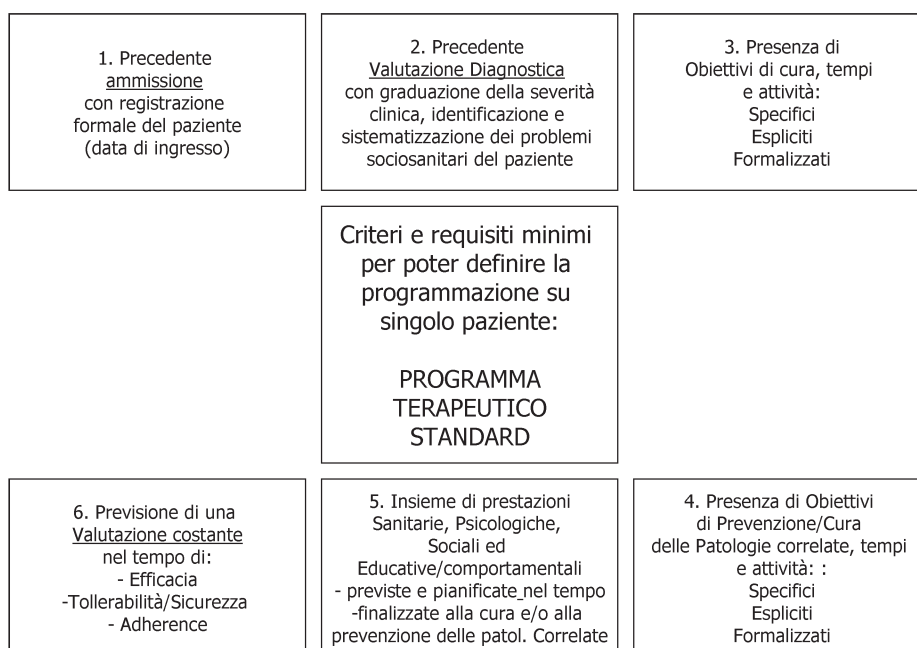 1. Precedente
ammissione
con registrazione
formale del paziente
(data di ingresso)
2. Precedente
Valutazione Diagnostica
con graduazione della severità
clinica, identificazione e
sistematizzazione dei problemi
sociosanitari del paziente
3. Presenza di
Obiettivi di cura, tempi
e attività:
Specifici
Espliciti
Formalizzati
Criteri e requisiti minimi
per poter definire la
programmazione su
singolo paziente:
PROGRAMMA
TERAPEUTICO
STANDARD
6. Previsione di una
Valutazione costante
nel tempo di:
- Efficacia
-Tollerabilità/Sicurezza
- Adherence
5. Insieme di prestazioni
Sanitarie, Psicologiche,
Sociali ed
Educative/comportamentali
- previste e pianificate nel tempo
-finalizzate alla cura e/o alla
prevenzione delle patol. Correlate
4. Presenza di Obiettivi
di Prevenzione/Cura
delle Patologie correlate, tempi
e attività: :
Specifici
Espliciti
Formalizzati